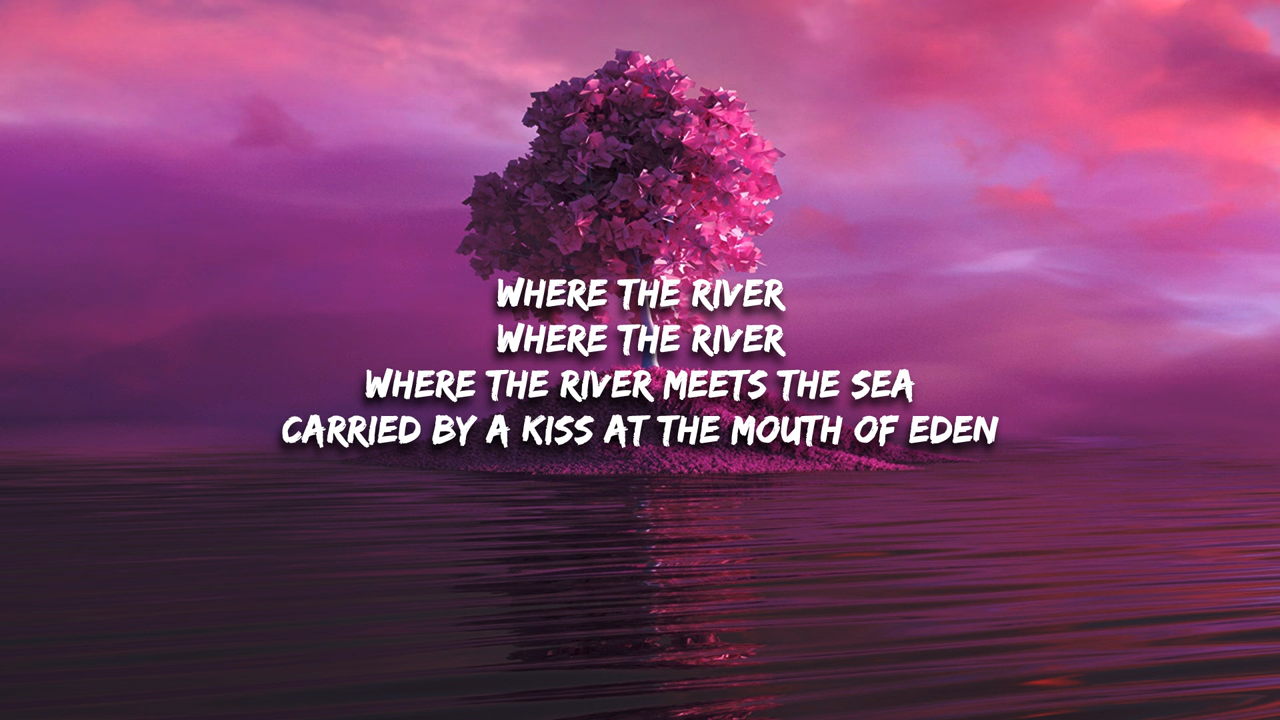 WHERE THE RIVER
WHERE THE RIVER
WHERE THE RIVER MEETS THE SEA
CARRIED BY A KISS AT THE MOUTH OF EDEN